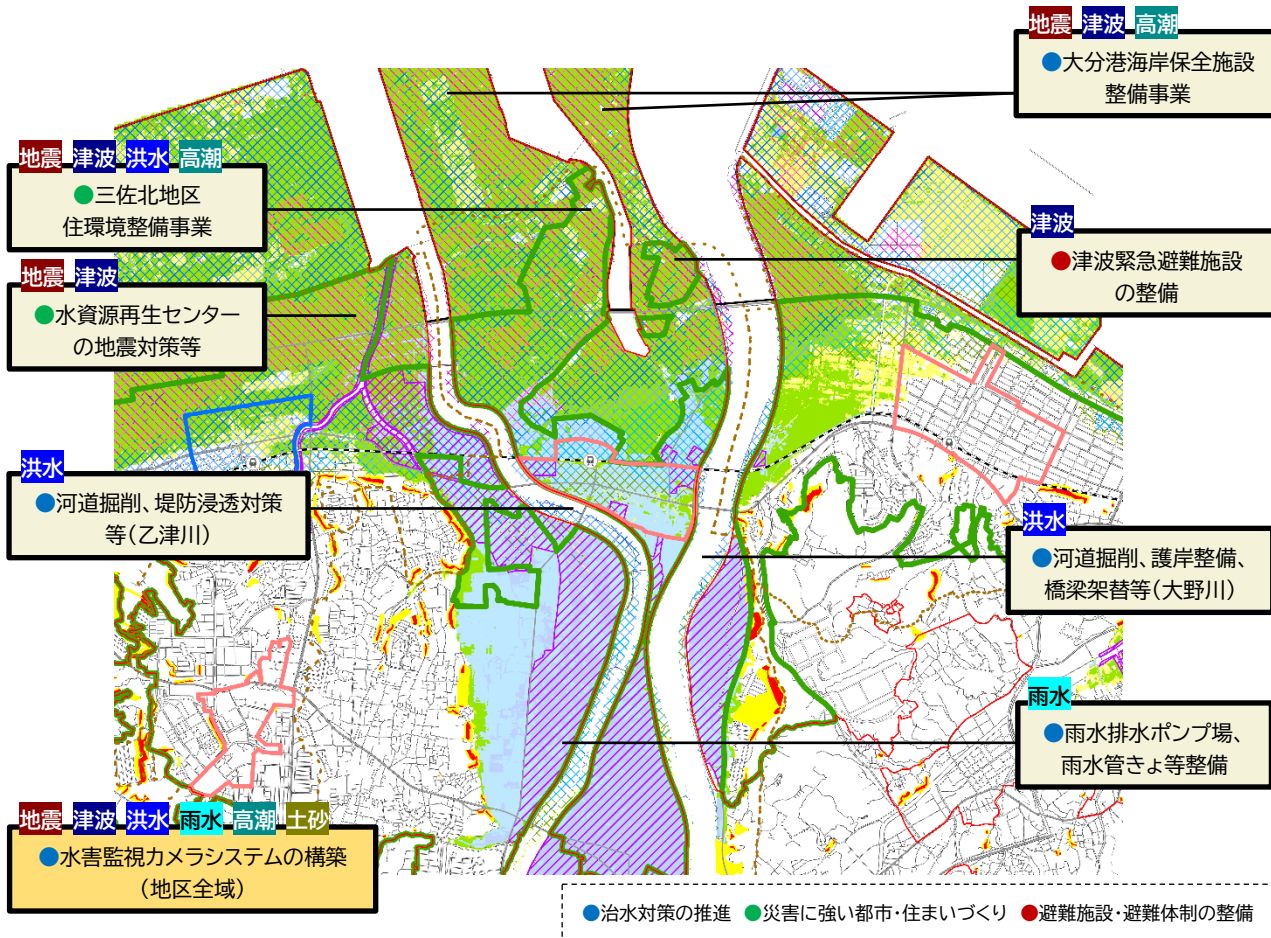 地震 津波 高潮
●大分港海岸保全施設
整備事業
地震 津波 洪水 高潮
●三佐北地区
住環境整備事業
津波
●津波緊急避難施設
の整備
地震 津波
●水資源再生センター
の地震対策等
洪水
●河道掘削、堤防浸透対策
等(乙津川)
洪水
●河道掘削、護岸整備、
橋梁架替等(大野川)
雨水
●雨水排水ポンプ場、
雨水管きょ等整備
地震 津波 洪水 雨水 高潮 土砂
●水害監視カメラシステムの構築
(地区全域)
●治水対策の推進 ●災害に強い都市・住まいづくり ●避難施設・避難体制の整備